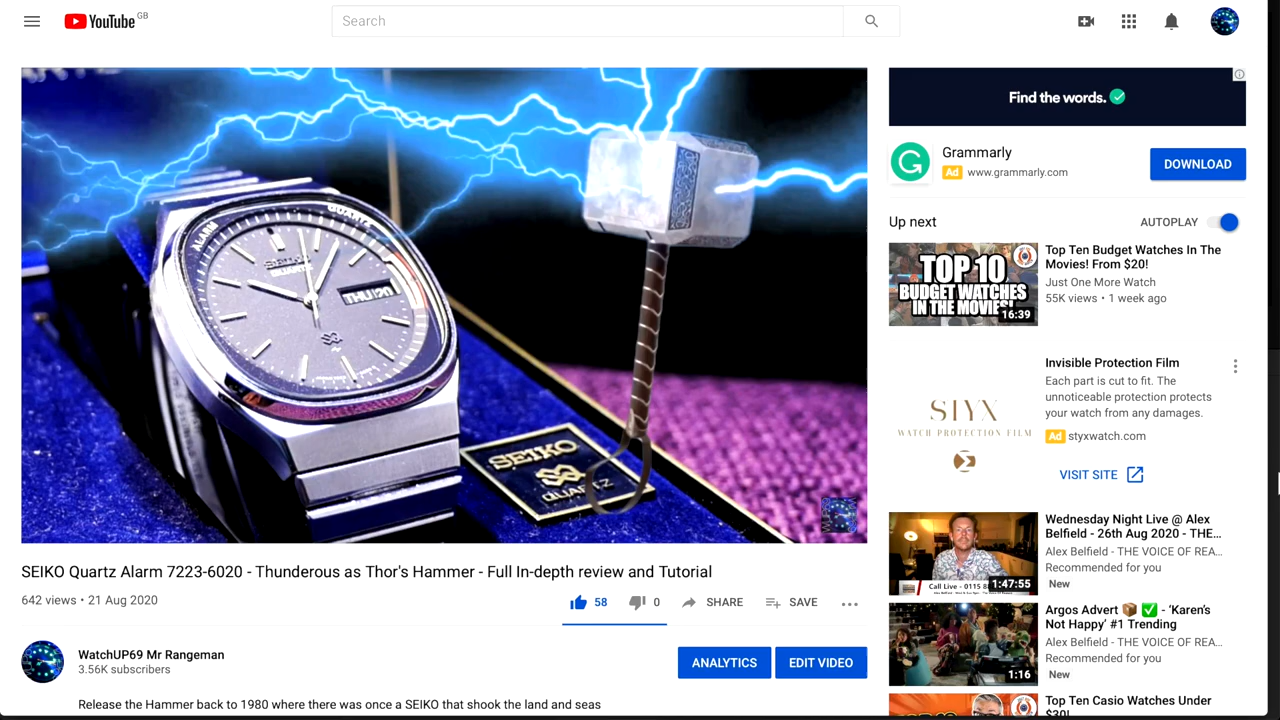 YouTube GB
Search
ALARM
QUARTZ
SEIKO
QUARTZ
THU 20
SEIKO
QUARTZ
Find the words.
Grammarly
Ad www.grammarly.com
DOWNLOAD
Up next
AUTOPLAY
TOP 10
BUDGET WATCHES
IN THE MOVIES!
16:39
Top Ten Budget Watches In The
Movies! From $20!
Just One More Watch
55K views • 1 week ago
STYX
WATCH PROTECTION FILM
Invisible Protection Film
Each part is cut to fit. The
unnoticeable protection protects
your watch from any damages.
Ad styxwatch.com
VISIT SITE
Call Live - 0115 8
1:47:55
Wednesday Night Live @ Alex
Belfield - 26th Aug 2020 - THE...
Alex Belfield - THE VOICE OF REA...
Recommended for you
New
1:16
Argos Advert 📦 ✅ - ‘Karen’s
Not Happy’ #1 Trending
Alex Belfield - THE VOICE OF REA...
Recommended for you
New
Top Ten Casio Watches Under
$30!
SEIKO Quartz Alarm 7223-6020 - Thunderous as Thor's Hammer - Full In-depth review and Tutorial
642 views • 21 Aug 2020
58
0
SHARE
SAVE
WatchUP69 Mr Rangeman
3.56K subscribers
ANALYTICS
EDIT VIDEO
Release the Hammer back to 1980 where there was once a SEIKO that shook the land and seas